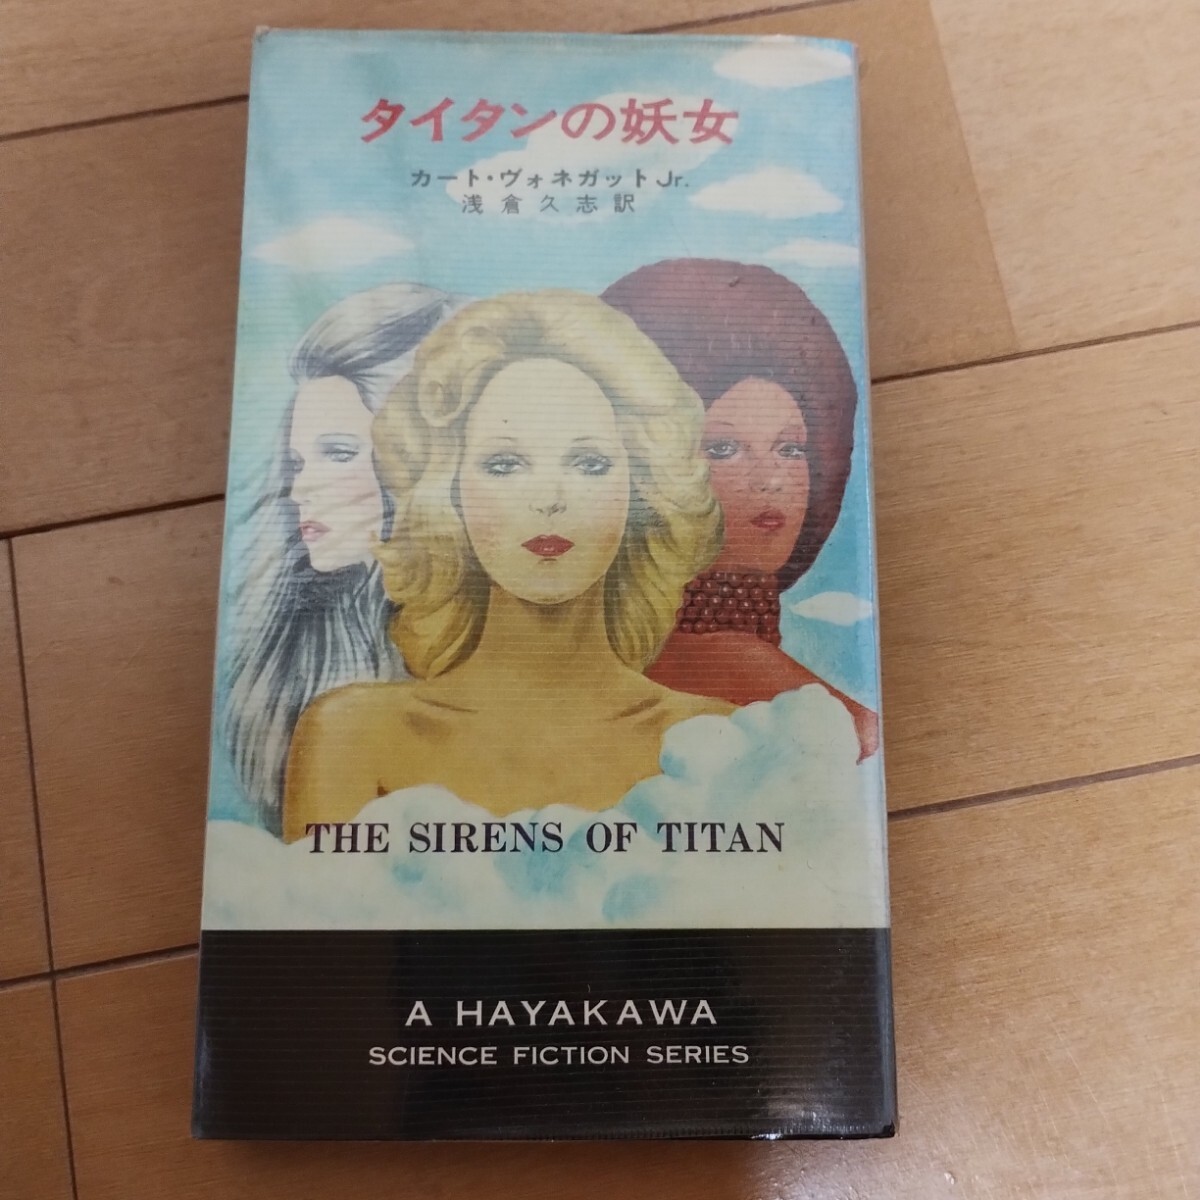 タイタンの妖女
カート・ヴォネガットJr.
浅倉久志訳
THE SIRENS OF TITAN
A HAYAKAWA
SCIENCE FICTION SERIES